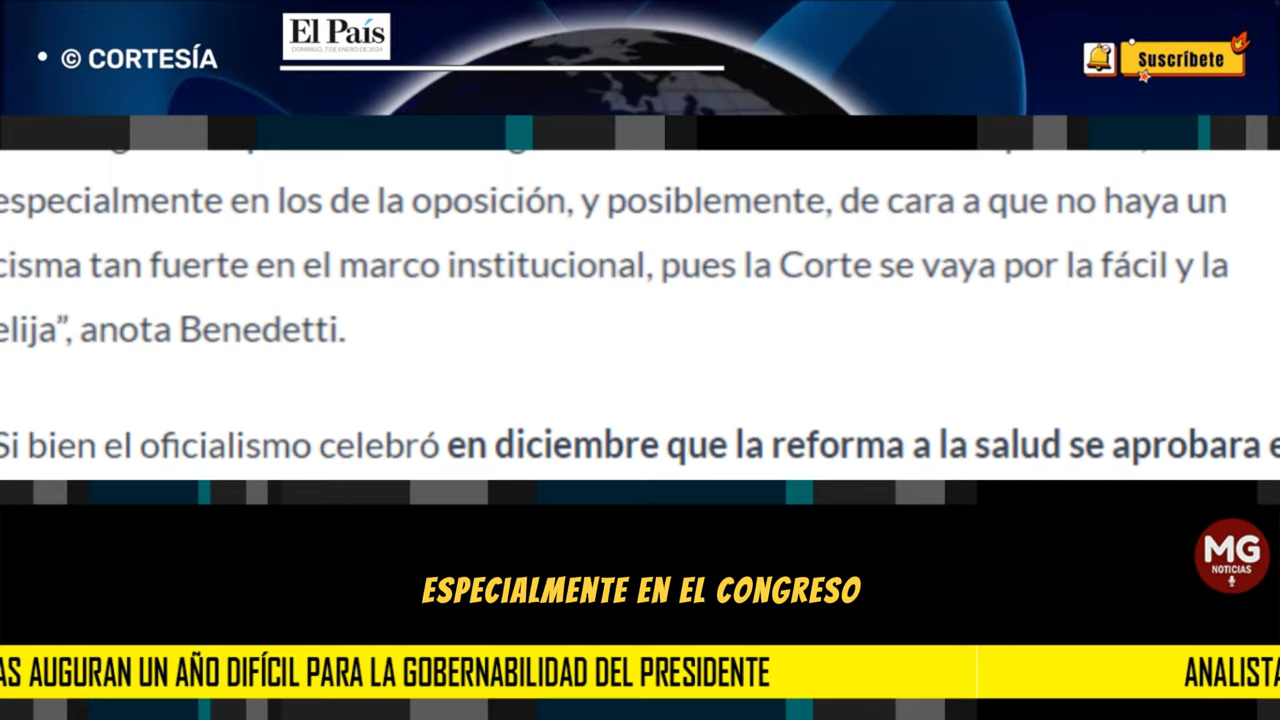 • © CORTESÍA
El País
DOMINGO, 7 DE ENERO DE 2024
Suscríbete
especialmente en los de la oposición, y posiblemente, de cara a que no haya un
cisma tan fuerte en el marco institucional, pues la Corte se vaya por la fácil y la
elija”, anota Benedetti.
Si bien el oficialismo celebró en diciembre que la reforma a la salud se aprobara e
MG
NOTICIAS
ESPECIALMENTE EN EL CONGRESO
AS AUGURAN UN AÑO DIFÍCIL PARA LA GOBERNABILIDAD DEL PRESIDENTE
ANALISTA